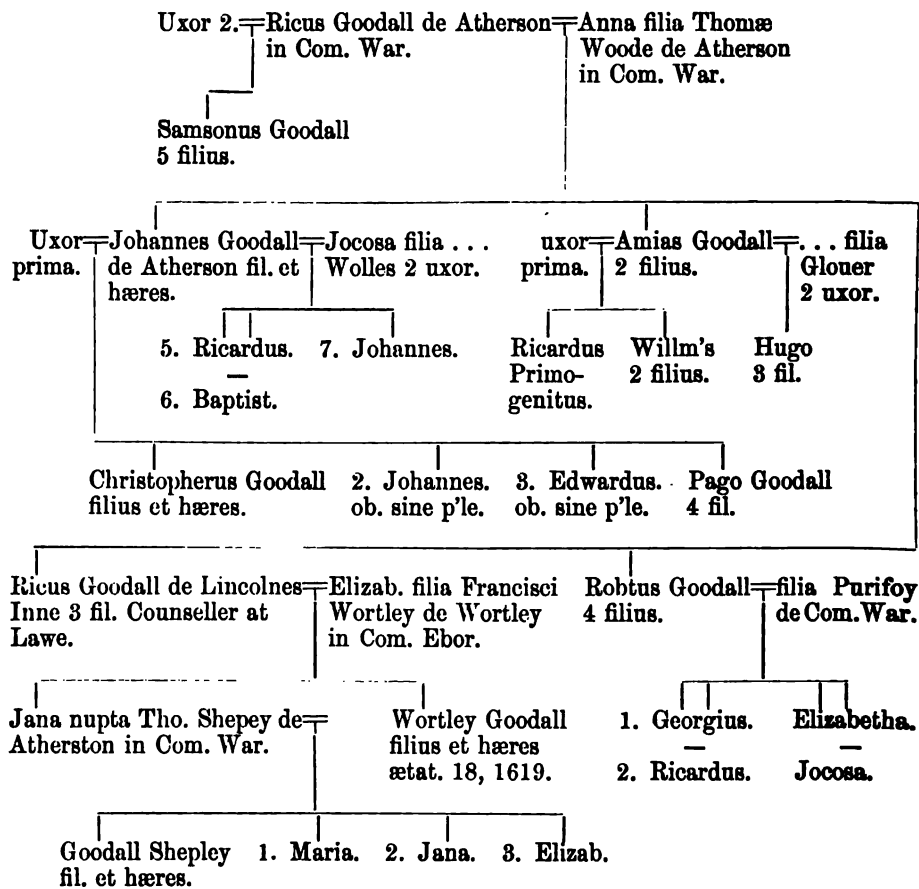 Uxor 2. Ricus Goodall de Atherson Anna filia Thomæ
in Com. War. Woode de Atherson
in Com. War.
Samsonus Goodall
5 filius.
Uxor Johannes Goodall Jocosa filia . . .
prima. de Atherson fil. et Wolles 2 uxor.
hæres.
uxor Amias Goodall . . . filia
prima. 2 filius. Glouer
2 uxor.
5. Ricardus. 7. Johannes.
6. Baptist.
Ricardus
Primo-
genitus.
Willm's
2 filius.
Hugo
3 fil.
Christopherus Goodall
filius et hæres.
2. Johannes.
ob. sine p'le.
3. Edwardus.
ob. sine p'le.
Pago Goodall
4 fil.
Ricus Goodall de Lincolnes
Inne 3 fil. Counseller at
Lawe.
Elizab. filia Francisci
Wortley de Wortley
in Com. Ebor.
Robtus Goodall
4 filius.
filia Purifoy
de Com. War.
Jana nupta Tho. Shepey de
Atherston in Com. War.
Wortley Goodall
filius et hæres
ætat. 18, 1619.
1. Georgius.
2. Ricardus.
Elizabetha.
Jocosa.
Goodall Shepley
fil. et hæres.
1. Maria. 2. Jana. 3. Elizab.